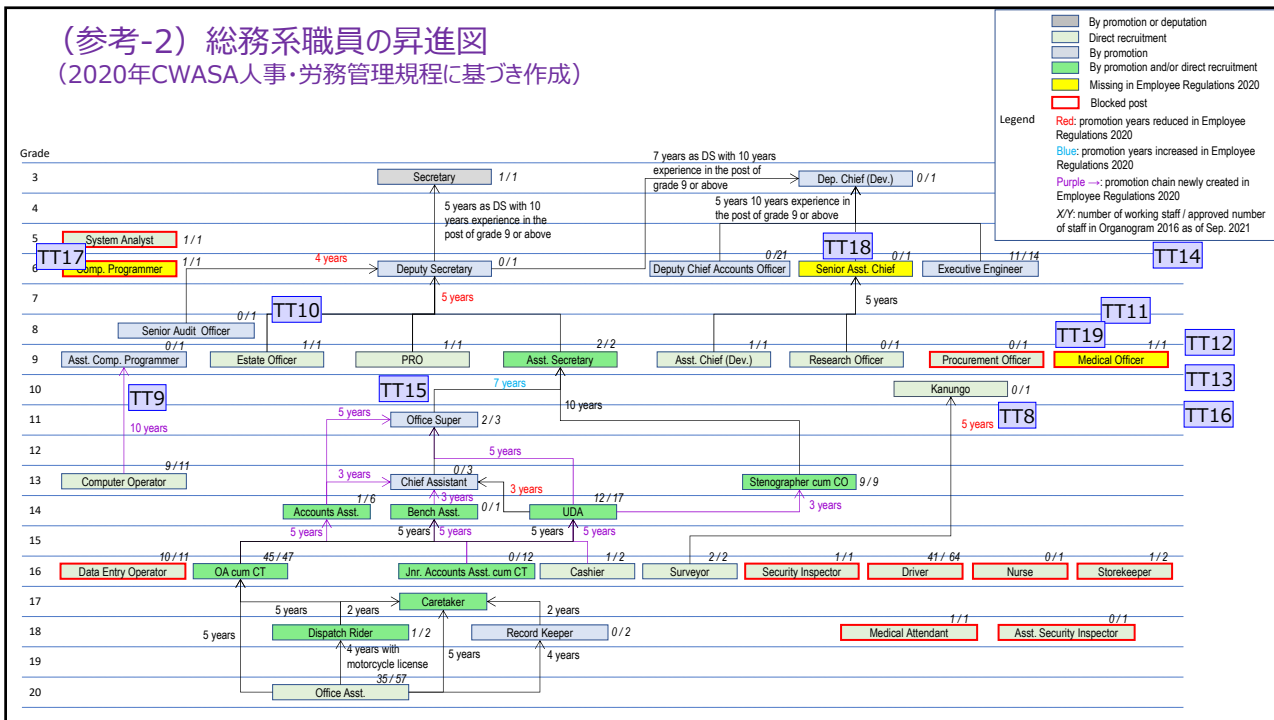 (参考-2）総務系職員の昇進図
（2020年CWASA人事・労務管理規程に基づき作成）
By promotion or deputation
Direct recruitment
By promotion
By promotion and/or direct recruitment
Missing in Employee Regulations 2020
Blocked post
Legend
Red: promotion years reduced in Employee
Regulations 2020
Blue: promotion years increased in Employee
Regulations 2020
Purple →: promotion chain newly created in
Employee Regulations 2020
X/Y: number of working staff / approved number
of staff in Organogram 2016 as of Sep. 2021
Grade
3
Secretary
1 / 1
7 years as DS with 10 years
experience in the post of
grade 9 or above
Dep. Chief (Dev.)
0 / 1
4
5 years as DS with 10
years experience in the
post of grade 9 or above
5 years 10 years experience in
the post of grade 9 or above
5
System Analyst
1 / 1
TT17
TT18
TT14
6
Comp. Programmer
1 / 1
4 years
Deputy Secretary
0 / 1
Deputy Chief Accounts Officer
0 / 21
Senior Asst. Chief
0 / 1
Executive Engineer
11 / 14
7
TT10
5 years
5 years
TT11
8
Senior Audit Officer
0 / 1
TT19
TT12
9
Asst. Comp. Programmer
0 / 1
Estate Officer
1 / 1
PRO
1 / 1
Asst. Secretary
2 / 2
Asst. Chief (Dev.)
1 / 1
Research Officer
0 / 1
Procurement Officer
0 / 1
Medical Officer
1 / 1
10
TT9
TT15
7 years
Kanungo
0 / 1
TT13
11
10 years
5 years
Office Super
2 / 3
10 years
5 years
TT8
TT16
12
5 years
13
Computer Operator
9 / 11
3 years
Chief Assistant
0 / 3
3 years
3 years
Stenographer cum CO
9 / 9
14
Accounts Asst.
1 / 6
Bench Asst.
0 / 1
UDA
12 / 17
3 years
15
5 years
5 years
5 years
5 years
5 years
16
Data Entry Operator
10 / 11
OA cum CT
45 / 47
Jnr. Accounts Asst. cum CT
0 / 12
Cashier
1 / 2
Surveyor
2 / 2
Security Inspector
1 / 1
Driver
41 / 64
Nurse
0 / 1
Storekeeper
1 / 2
17
Caretaker
5 years
2 years
2 years
18
5 years
Dispatch Rider
1 / 2
Record Keeper
0 / 2
Medical Attendant
1 / 1
Asst. Security Inspector
0 / 1
19
4 years with
motorcycle license
5 years
4 years
20
Office Asst.
35 / 57